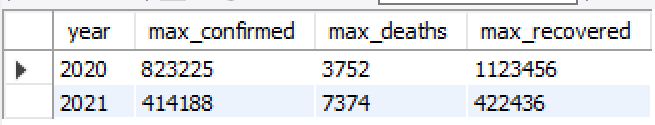 year max_confirmed max_deaths max_recovered
2020 823225 3752 1123456
2021 414188 7374 422436